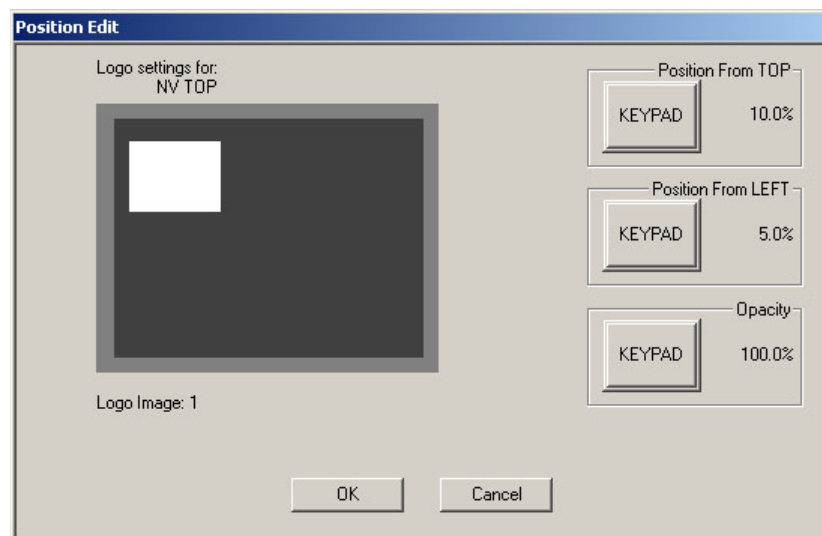 Position Edit
Logo settings for:
NV TOP
Position From TOP
KEYPAD
10.0%
Position From LEFT
KEYPAD
5.0%
Opacity
KEYPAD
100.0%
Logo Image: 1
OK
Cancel